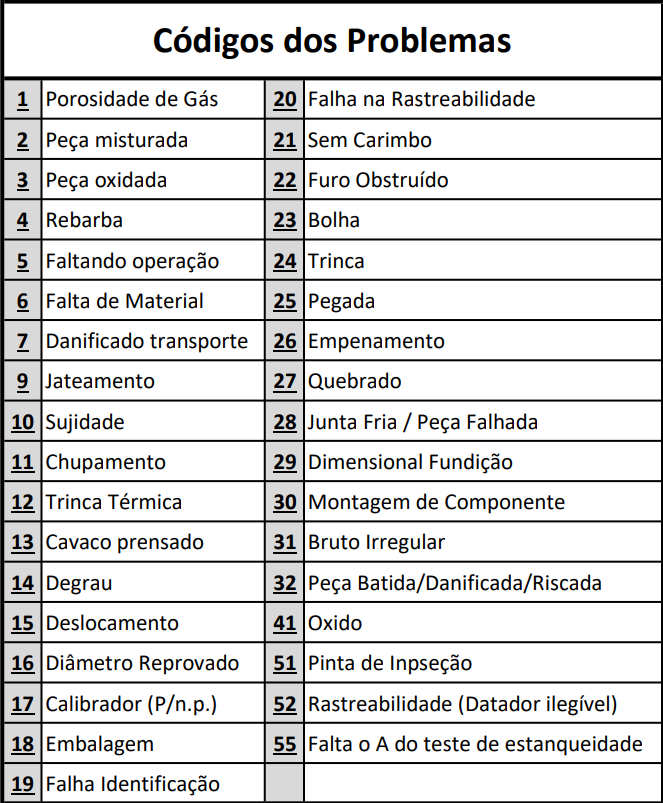 Códigos dos Problemas
1 Porosidade de Gás 20 Falha na Rastreabilidade
2 Peça misturada 21 Sem Carimbo
3 Peça oxidada 22 Furo Obstruído
4 Rebarba 23 Bolha
5 Faltando operação 24 Trinca
6 Falta de Material 25 Pegada
7 Danificado transporte 26 Empenamento
9 Jateamento 27 Quebrado
10 Sujidade 28 Junta Fria / Peça Falhada
11 Chupamento 29 Dimensional Fundição
12 Trinca Térmica 30 Montagem de Componente
13 Cavaco prensado 31 Bruto Irregular
14 Degrau 32 Peça Batida/Danificada/Riscada
15 Deslocamento 41 Oxido
16 Diâmetro Reprovado 51 Pinta de Inpseção
17 Calibrador (P/n.p.) 52 Rastreabilidade (Datador ilegível)
18 Embalagem 55 Falta o A do teste de estanqueidade
19 Falha Identificação